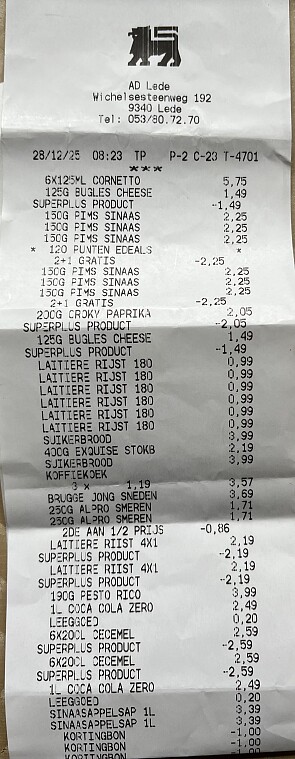 AD Lede
Wichelsesteenweg 192
9340 Lede
Tel: 053/80.72.70
28/12/25 08:23 TP P-2 C-23 T-4701
***
6X125ML CORNETTO 5,75
125G BUGLES CHEESE 1,49
SUPERPLUS PRODUCT -1,49
150G PIMS SINAAS 2,25
150G PIMS SINAAS 2,25
150G PIMS SINAAS 2,25
* 120 PUNTEN EDEALS *
2+1 GRATIS -2,25
150G PIMS SINAAS 2,25
150G PIMS SINAAS 2,25
150G PIMS SINAAS 2,25
2+1 GRATIS -2,25
200G CROKY PAPRIKA 2,05
SUPERPLUS PRODUCT -2,05
125G BUGLES CHEESE 1,49
SUPERPLUS PRODUCT -1,49
LAITIERE RIJST 180 0,99
LAITIERE RIJST 180 0,99
LAITIERE RIJST 180 0,99
LAITIERE RIJST 180 0,99
LAITIERE RIJST 180 0,99
LAITIERE RIJST 180 0,99
SUIKERBROOD 3,99
400G EXQUISE STOKB 2,19
SUIKERBROOD 3,99
KOFFIEKOEK
3 x 1,19 3,57
BRUGGE JONG SNEDEN 3,69
250G ALPRO SMEREN 1,71
250G ALPRO SMEREN 1,71
2DE AAN 1/2 PRIJS -0,86
LAITIERE RIJST 4X1 2,19
SUPERPLUS PRODUCT -2,19
LAITIERE RIJST 4X1 2,19
SUPERPLUS PRODUCT -2,19
190G PESTO RICO 3,99
1L COCA COLA ZERO 2,49
LEEGGOED 0,20
6X20CL CECEMEL 2,59
SUPERPLUS PRODUCT -2,59
6X20CL CECEMEL 2,59
SUPERPLUS PRODUCT -2,59
1L COCA COLA ZERO 2,49
LEEGGOED 0,20
SINAASAPPELSAP 1L 3,39
SINAASAPPELSAP 1L 3,39
KORTINGBON -1,00
KORTINGBON -1,00
KORTINGBON -1,00